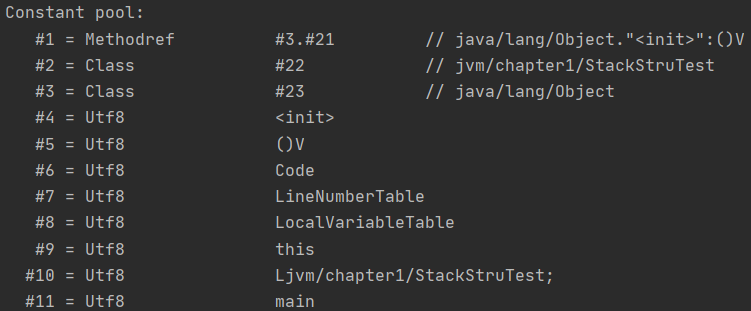 Constant pool:
#1 = Methodref #3.#21 // java/lang/Object."<init>":()V
#2 = Class #22 // jvm/chapter1/StackStruTest
#3 = Class #23 // java/lang/Object
#4 = Utf8 <init>
#5 = Utf8 ()V
#6 = Utf8 Code
#7 = Utf8 LineNumberTable
#8 = Utf8 LocalVariableTable
#9 = Utf8 this
#10 = Utf8 Ljvm/chapter1/StackStruTest;
#11 = Utf8 main